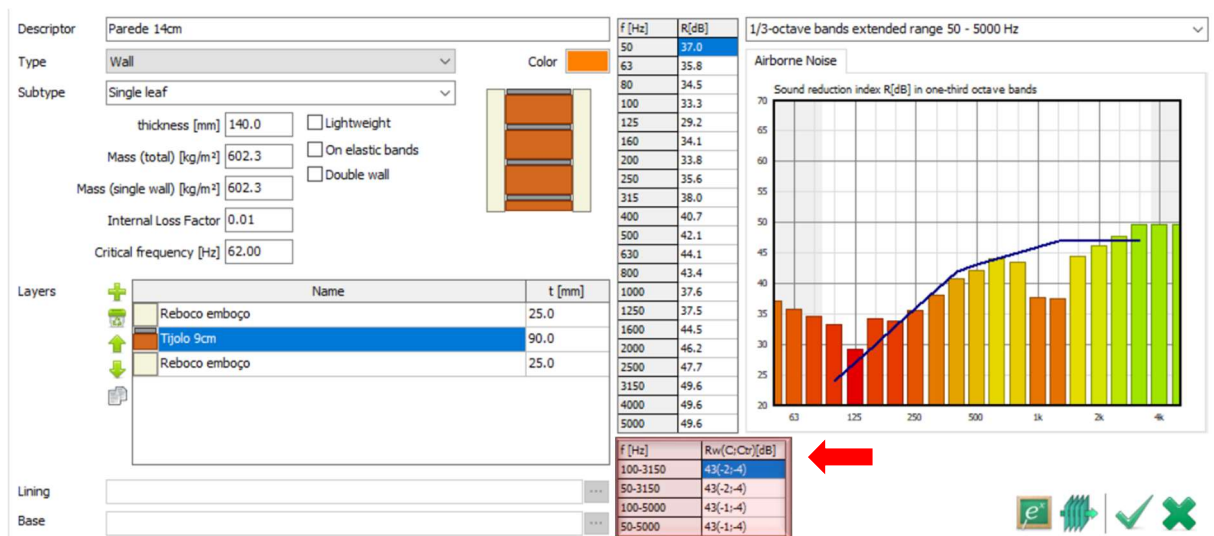 Descriptor Parede 14cm
Type Wall Color
Subtype Single leaf
thickness [mm] 140.0 Lightweight
Mass (total) [kg/m²] 602.3 On elastic bands
Mass (single wall) [kg/m²] 602.3 Double wall
Internal Loss Factor 0.01
Critical frequency [Hz] 62.00
Layers
Name t [mm]
Reboco emboço 25.0
Tijolo 9cm 90.0
Reboco emboço 25.0
Lining ...
Base ...
f [Hz] R[dB]
50 37.0
63 35.8
80 34.5
100 33.3
125 29.2
160 34.1
200 33.8
250 35.6
315 38.0
400 40.7
500 42.1
630 44.1
800 43.4
1000 37.6
1250 37.5
1600 44.5
2000 46.2
2500 47.7
3150 49.6
4000 49.6
5000 49.6
f [Hz] Rw(C;Ctr)[dB]
100-3150 43(-2;-4)
50-3150 43(-2;-4)
100-5000 43(-1;-4)
50-5000 43(-1;-4)
1/3-octave bands extended range 50 - 5000 Hz
Airborne Noise
Sound reduction index R[dB] in one-third octave bands
70
65
60
55
50
45
40
35
30
25
20
63 125 250 500 1k 2k 4k
e^x